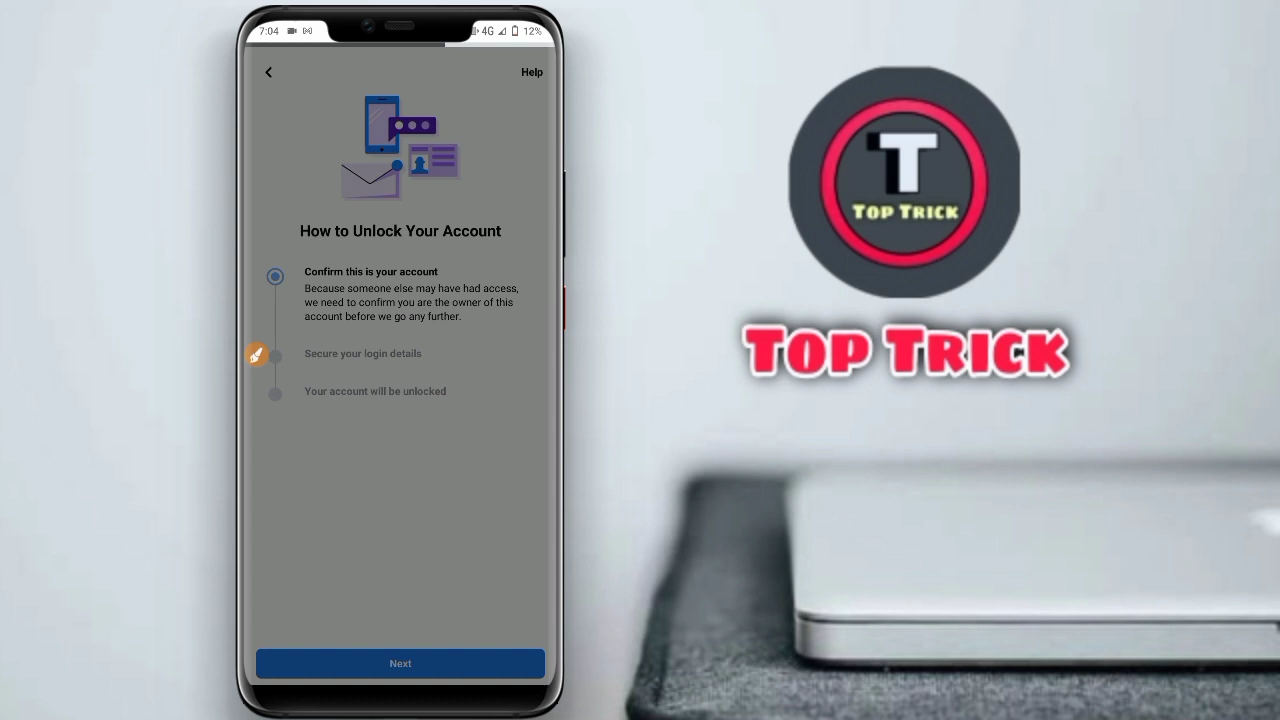 7:04
4G
12%
Help
How to Unlock Your Account
Confirm this is your account
Because someone else may have had access,
we need to confirm you are the owner of this
account before we go any further.
Secure your login details
Your account will be unlocked
Next
T
TOP TRICK
TOP TRICK